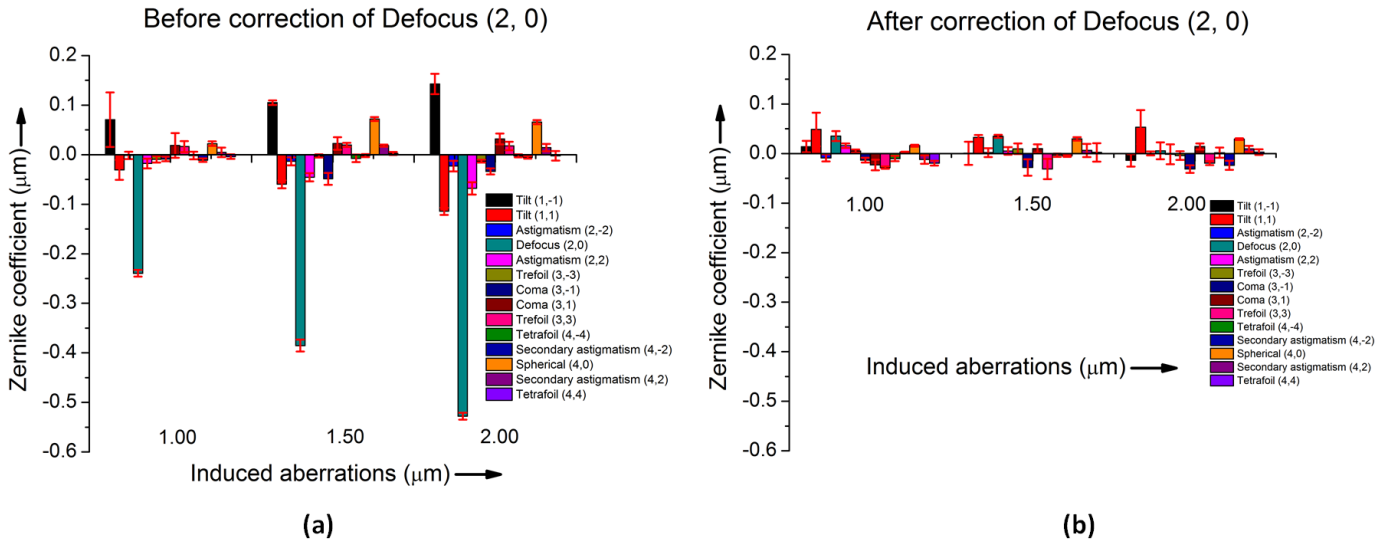 Before correction of Defocus (2, 0)
Zernike coefficient (μm)
0.2
0.1
0.0
-0.1
-0.2
-0.3
-0.4
-0.5
-0.6
Tilt (1,-1)
Tilt (1,1)
Astigmatism (2,-2)
Defocus (2,0)
Astigmatism (2,2)
Trefoil (3,-3)
Coma (3,-1)
Coma (3,1)
Trefoil (3,3)
Tetrafoil (4,-4)
Secondary astigmatism (4,-2)
Spherical (4,0)
Secondary astigmatism (4,2)
Tetrafoil (4,4)
1.00 1.50 2.00
Induced aberrations (μm)
(a)
After correction of Defocus (2, 0)
Zernike coefficient (μm)
0.2
0.1
0.0
-0.1
-0.2
-0.3
-0.4
-0.5
-0.6
1.00 1.50 2.00
Tilt (1,-1)
Tilt (1,1)
Astigmatism (2,-2)
Defocus (2,0)
Astigmatism (2,2)
Trefoil (3,-3)
Coma (3,-1)
Coma (3,1)
Trefoil (3,3)
Tetrafoil (4,-4)
Secondary astigmatism (4,-2)
Spherical (4,0)
Secondary astigmatism (4,2)
Tetrafoil (4,4)
Induced aberrations (μm)
(b)